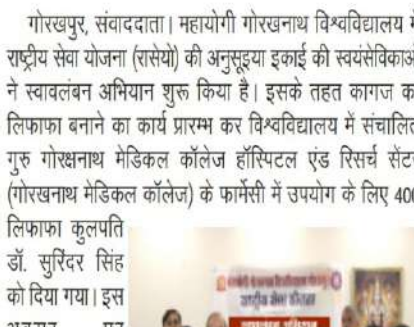 गोरखपुर, संवाददाता। महायोगी गोरखनाथ विश्वविद्यालय में
राष्ट्रीय सेवा योजना (रासेयो) की अनुसूइया इकाई की स्वयंसेविकाओं
ने स्वावलंबन अभियान शुरू किया है। इसके तहत कागज का
लिफाफा बनाने का कार्य प्रारम्भ कर विश्वविद्यालय में संचालित
गुरु गोरक्षनाथ मेडिकल कॉलेज हॉस्पिटल एंड रिसर्च सेंटर
(गोरखनाथ मेडिकल कॉलेज) के फार्मेसी में उपयोग के लिए 400
लिफाफा कुलपति
डॉ. सुरिंदर सिंह
को दिया गया। इस
राष्ट्रीय सेवा योजना